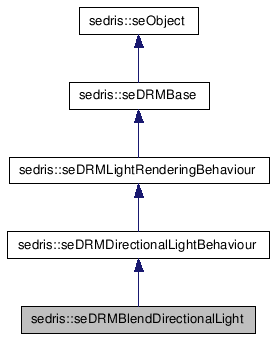 sedris::seObject
sedris::seDRMBase
sedris::seDRMLightRenderingBehaviour
sedris::seDRMDirectionalLightBehaviour
sedris::seDRMBlendDirectionalLight